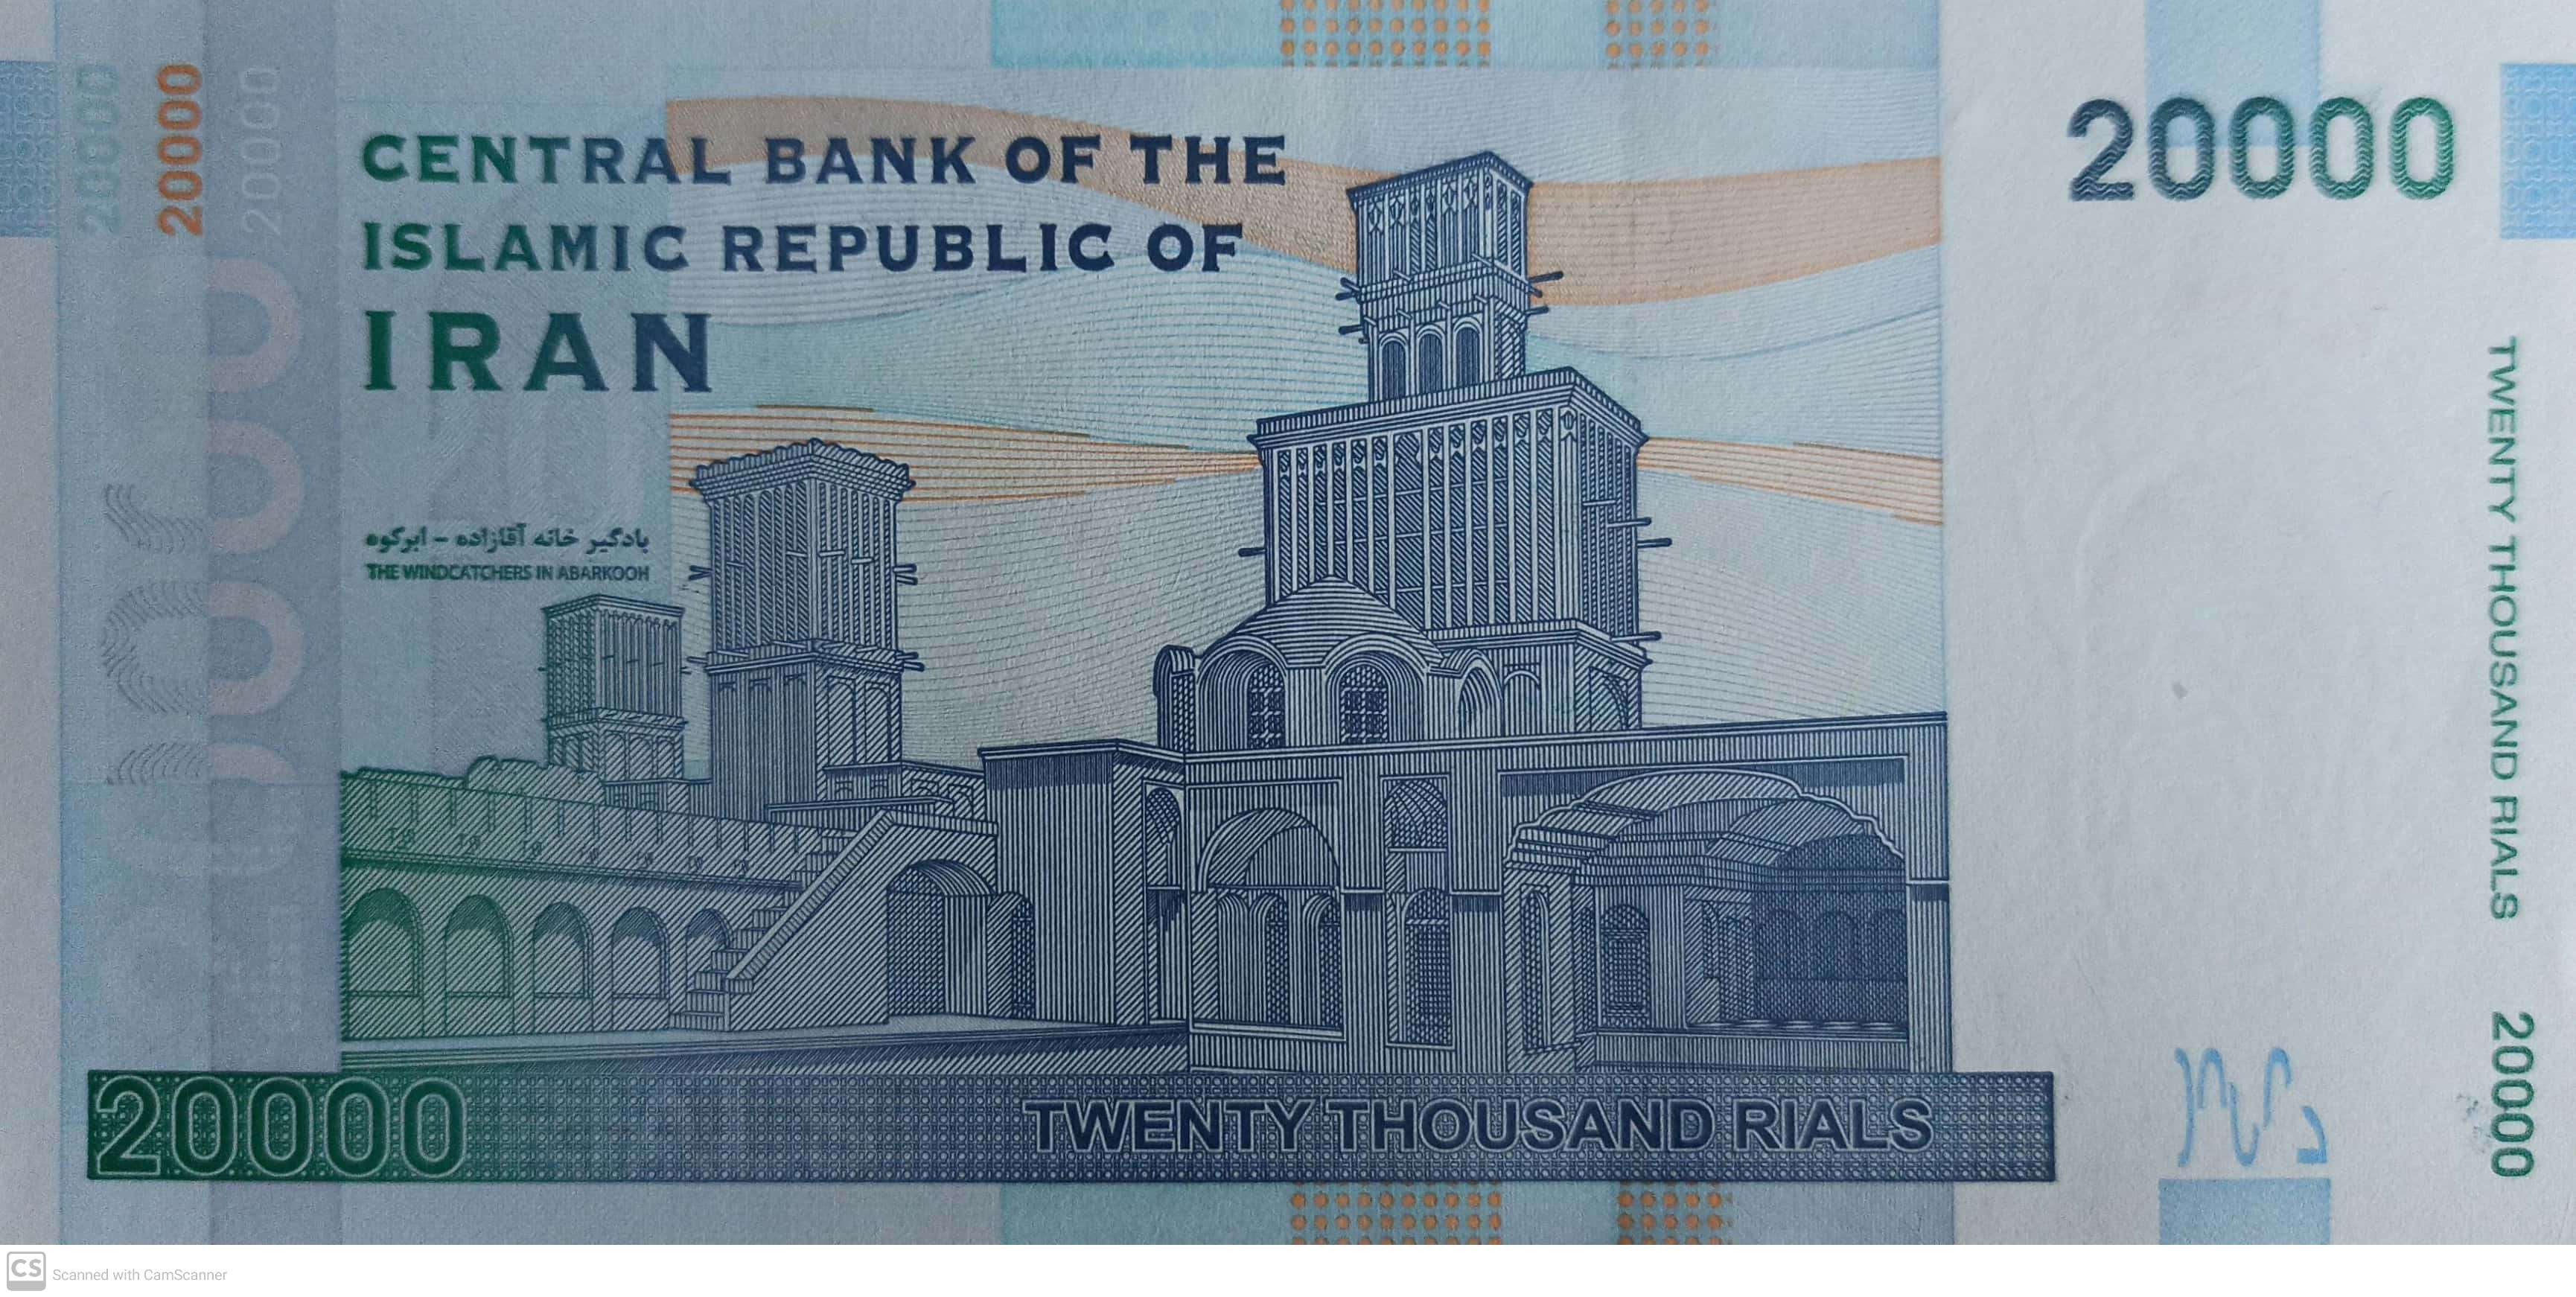 20000
20000
20000
CENTRAL BANK OF THE
ISLAMIC REPUBLIC OF
IRAN
20000
بادگیر خانه آقازاده - ابرکوه
THE WINDCATCHERS IN ABARKOOH
20000
TWENTY THOUSAND RIALS
TWENTY THOUSAND RIALS 20000
CS Scanned with CamScanner